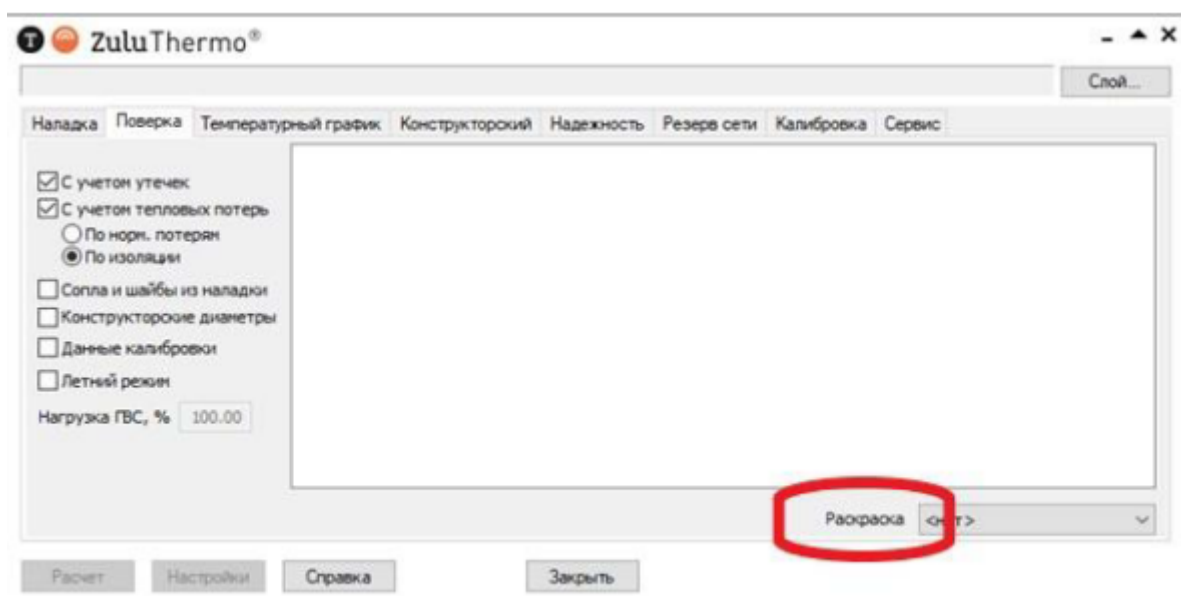 ZuluThermo®
Слой...
Наладка Поверка Температурный график Конструкторский Надежность Резерв сети Калибровка Сервис
С учетом утечек
С учетом тепловых потерь
По норм. потерям
По изоляции
Сопла и шайбы из наладки
Конструкторские диаметры
Данные калибровки
Летний режим
Нагрузка ГВС, % 100.00
Раскраска <нет>
Расчет Настройки Справка Закрыть